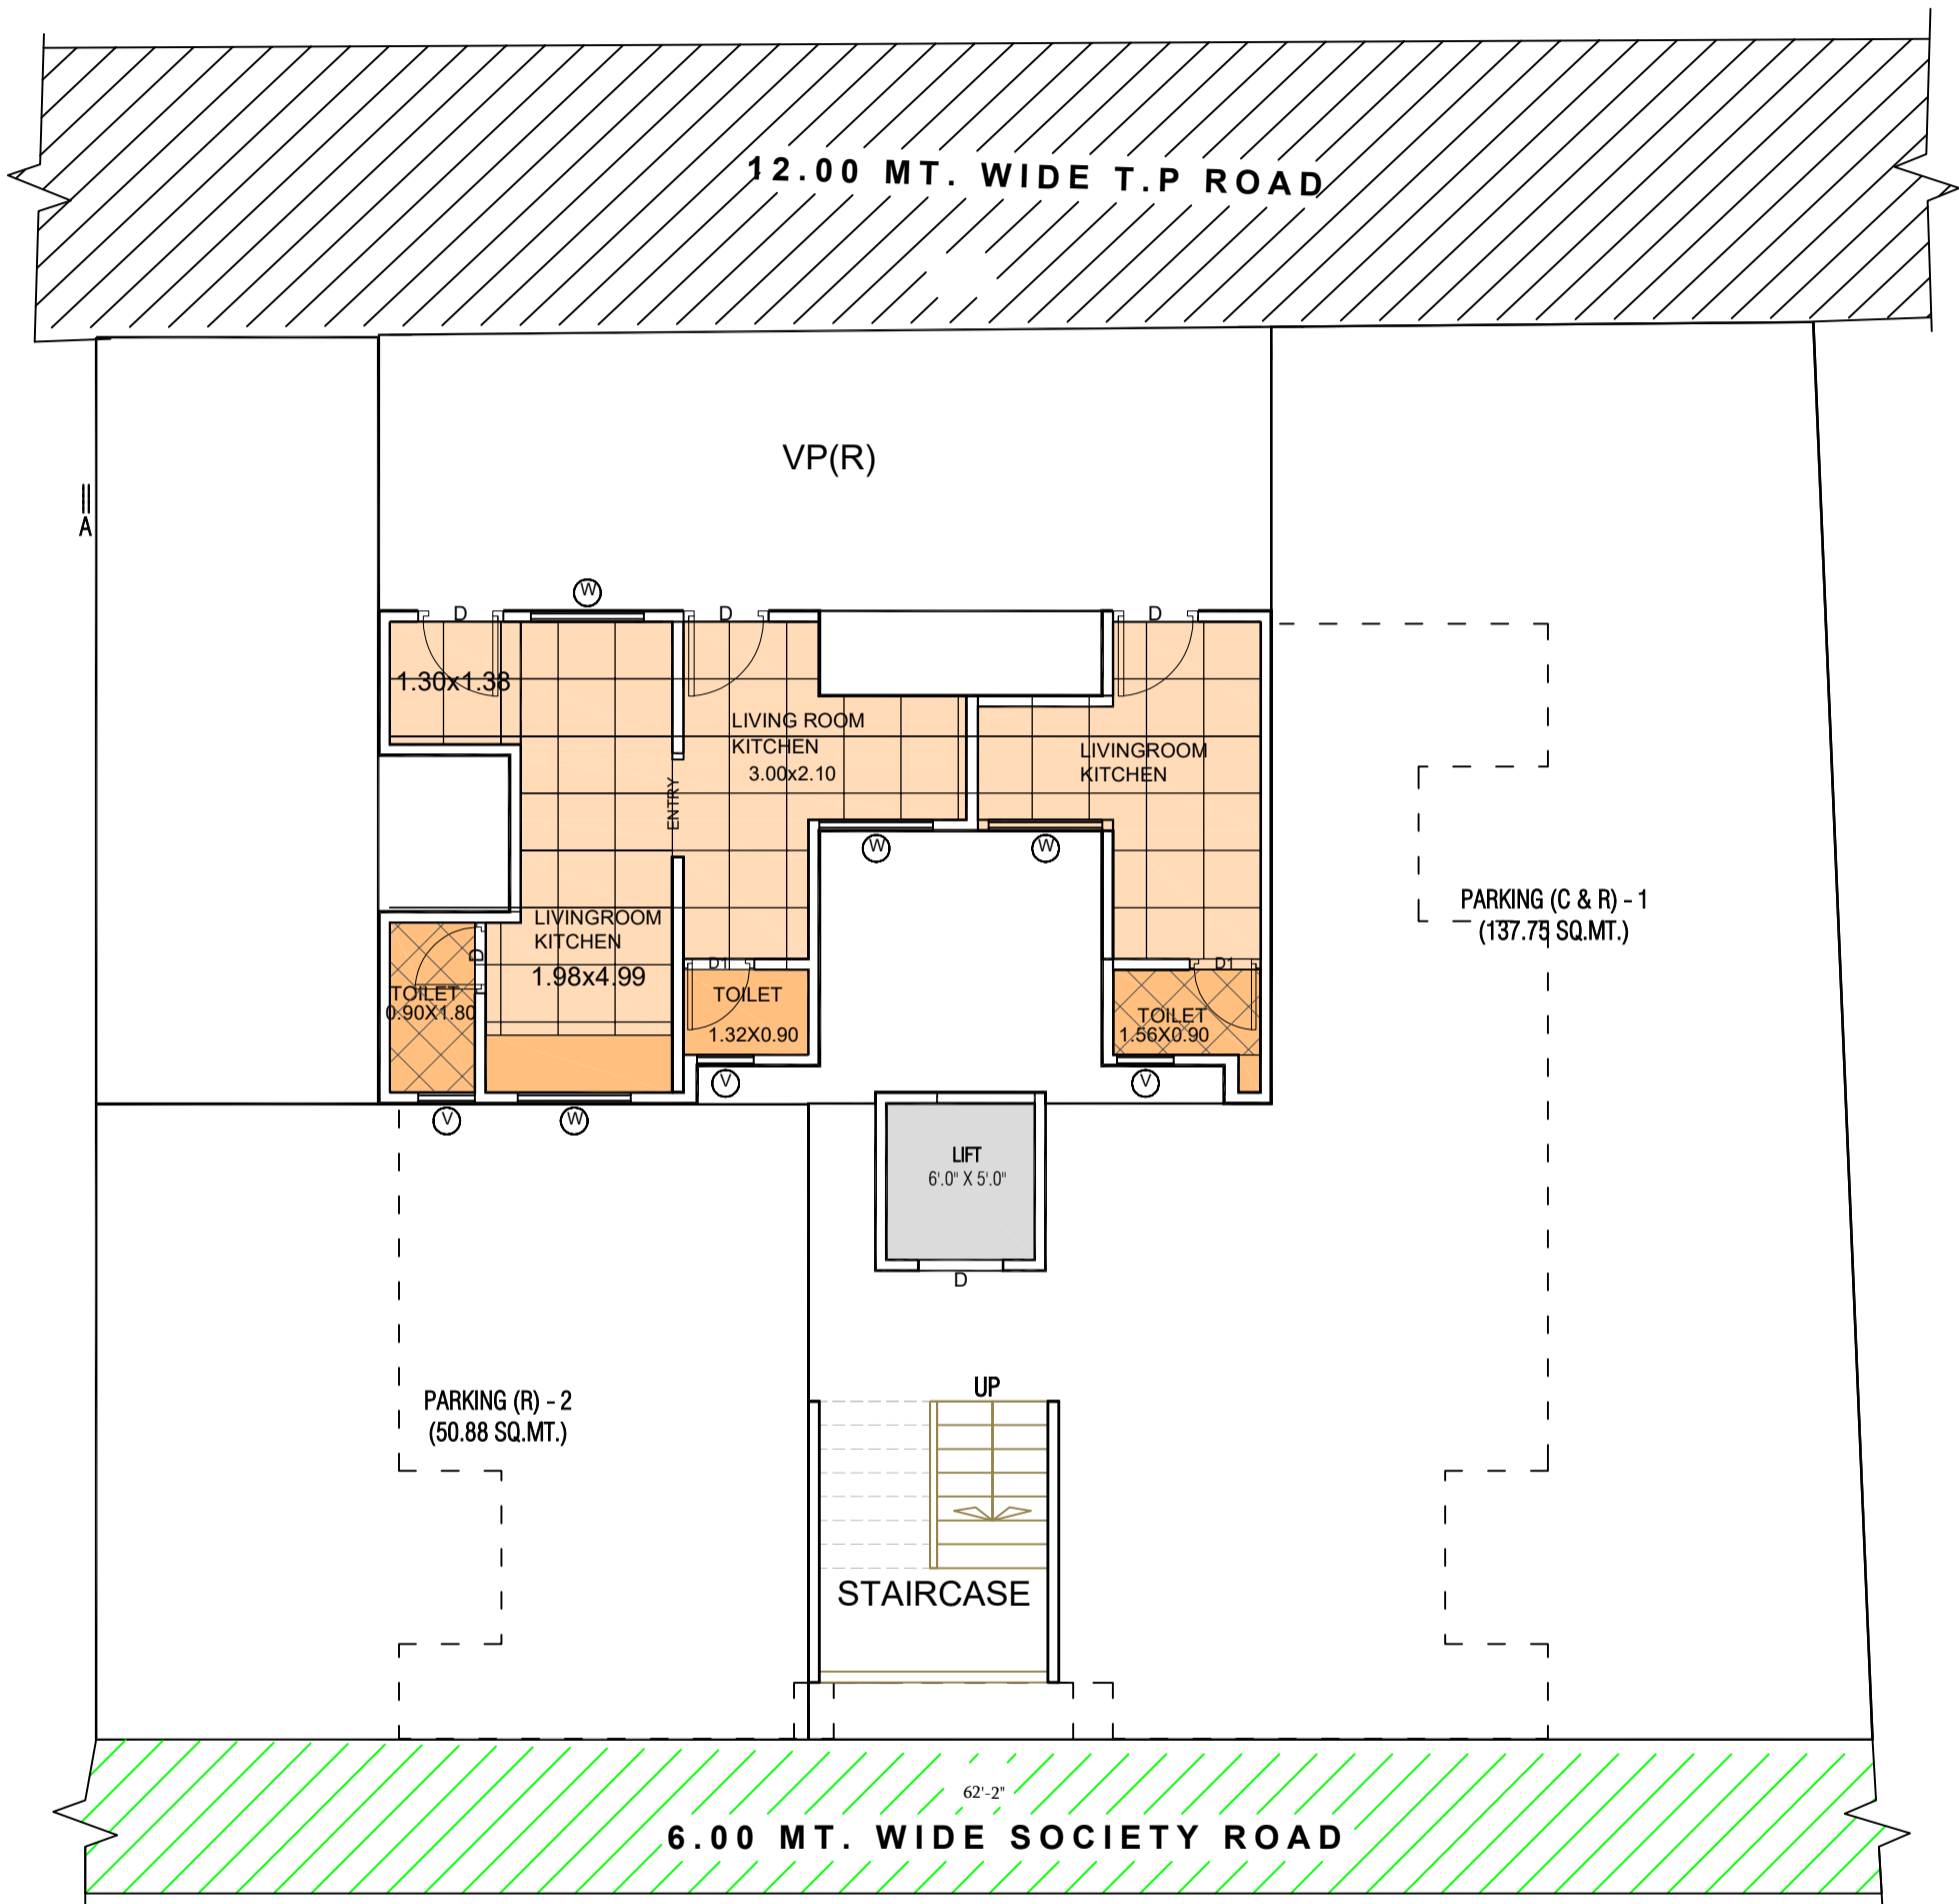 12.00 MT. WIDE T.P ROAD
VP(R)
A
W
D
D
D
1.30x1.38
LIVING ROOM
KITCHEN
3.00x2.10
LIVINGROOM
KITCHEN
ENTRY
W
W
PARKING (C & R) - 1
(137.75 SQ.MT.)
LIVINGROOM
KITCHEN
1.98x4.99
D
D1
D1
TOILET
0.90X1.80
TOILET
1.32X0.90
TOILET
1.56X0.90
V
V
V
W
LIFT
6'.0" X 5'.0"
D
UP
PARKING (R) - 2
(50.88 SQ.MT.)
STAIRCASE
62'-2"
6.00 MT. WIDE SOCIETY ROAD